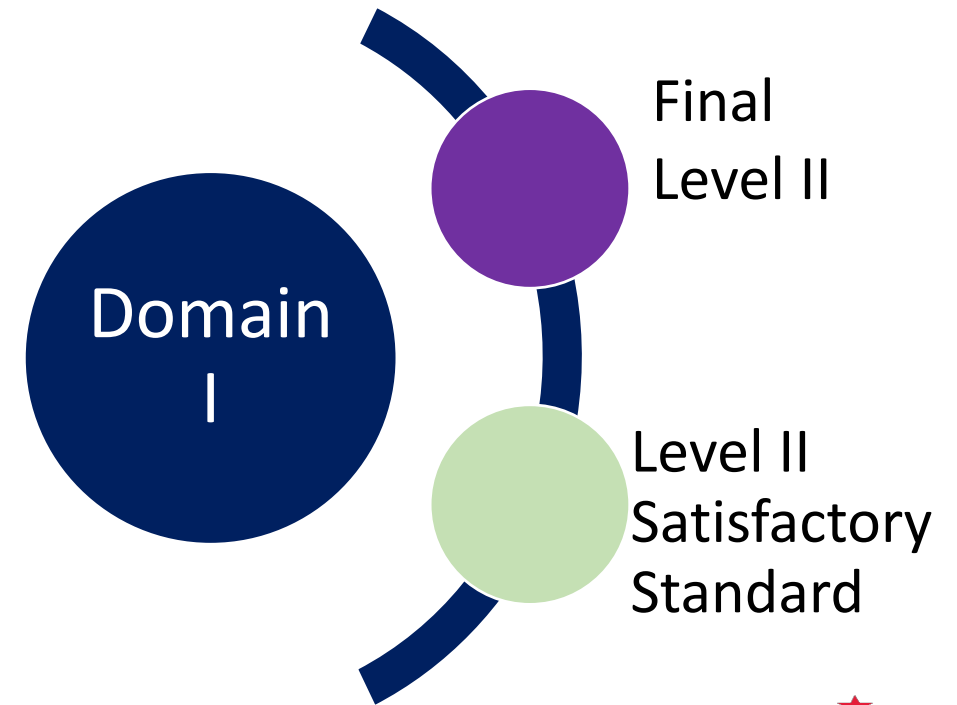 Final
Level II
Domain
I
Level II
Satisfactory
Standard